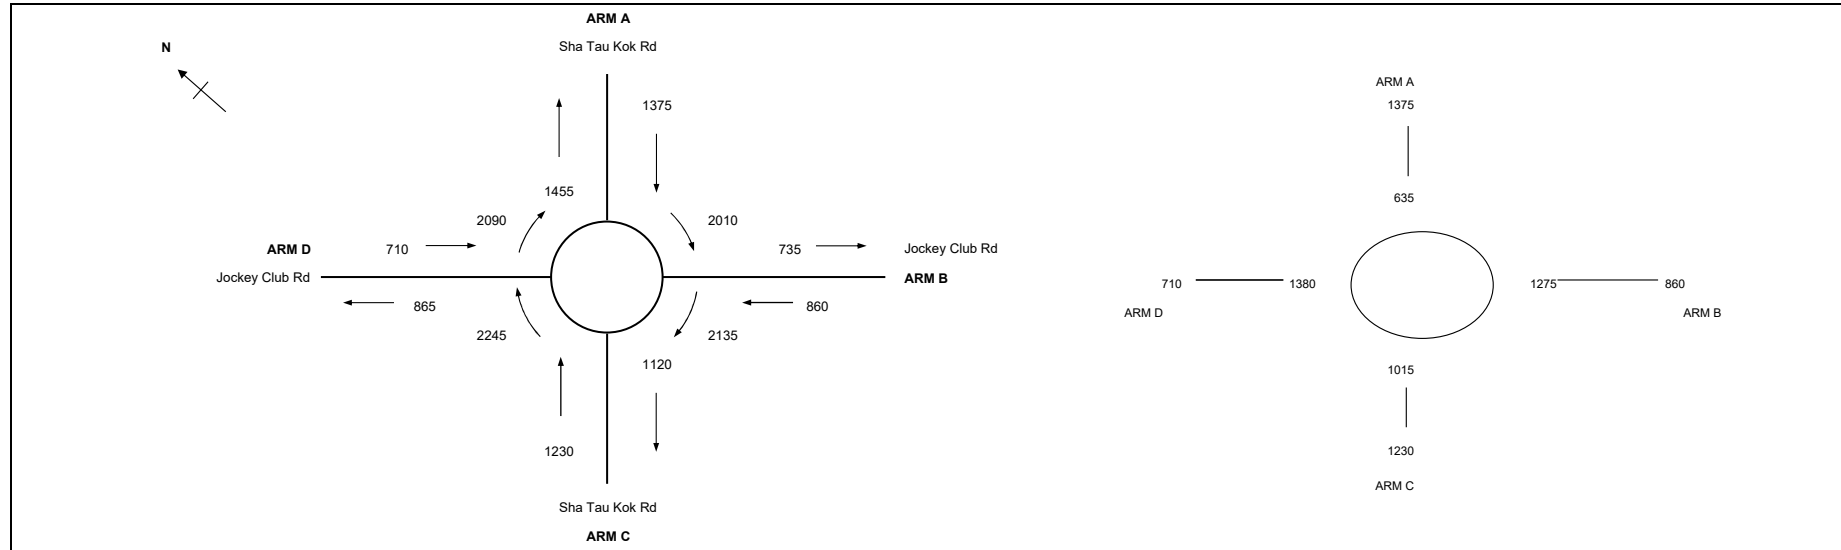 ARM A
Sha Tau Kok Rd
N
1375
1455
2090
2010
ARM D
710
735
Jockey Club Rd
Jockey Club Rd
ARM B
865
860
2245
2135
1120
1230
Sha Tau Kok Rd
ARM C
ARM A
1375
635
710
1380
1275
860
ARM D
ARM B
1015
1230
ARM C